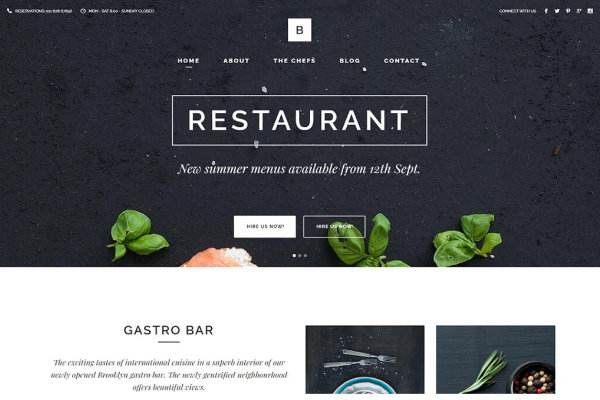 RESERVATIONS: 011 828 67896 MON - SAT 8.00 - SUNDAY CLOSED CONNECT WITH US
B
HOME ABOUT THE CHEFS BLOG CONTACT
RESTAURANT
New summer menus available from 12th Sept.
HIRE US NOW! HIRE US NOW!
GASTRO BAR
The exciting tastes of international cuisine in a superb interior of our
newly opened Brooklyn gastro bar. The newly gentrified neighbourhood
offers beautiful views.